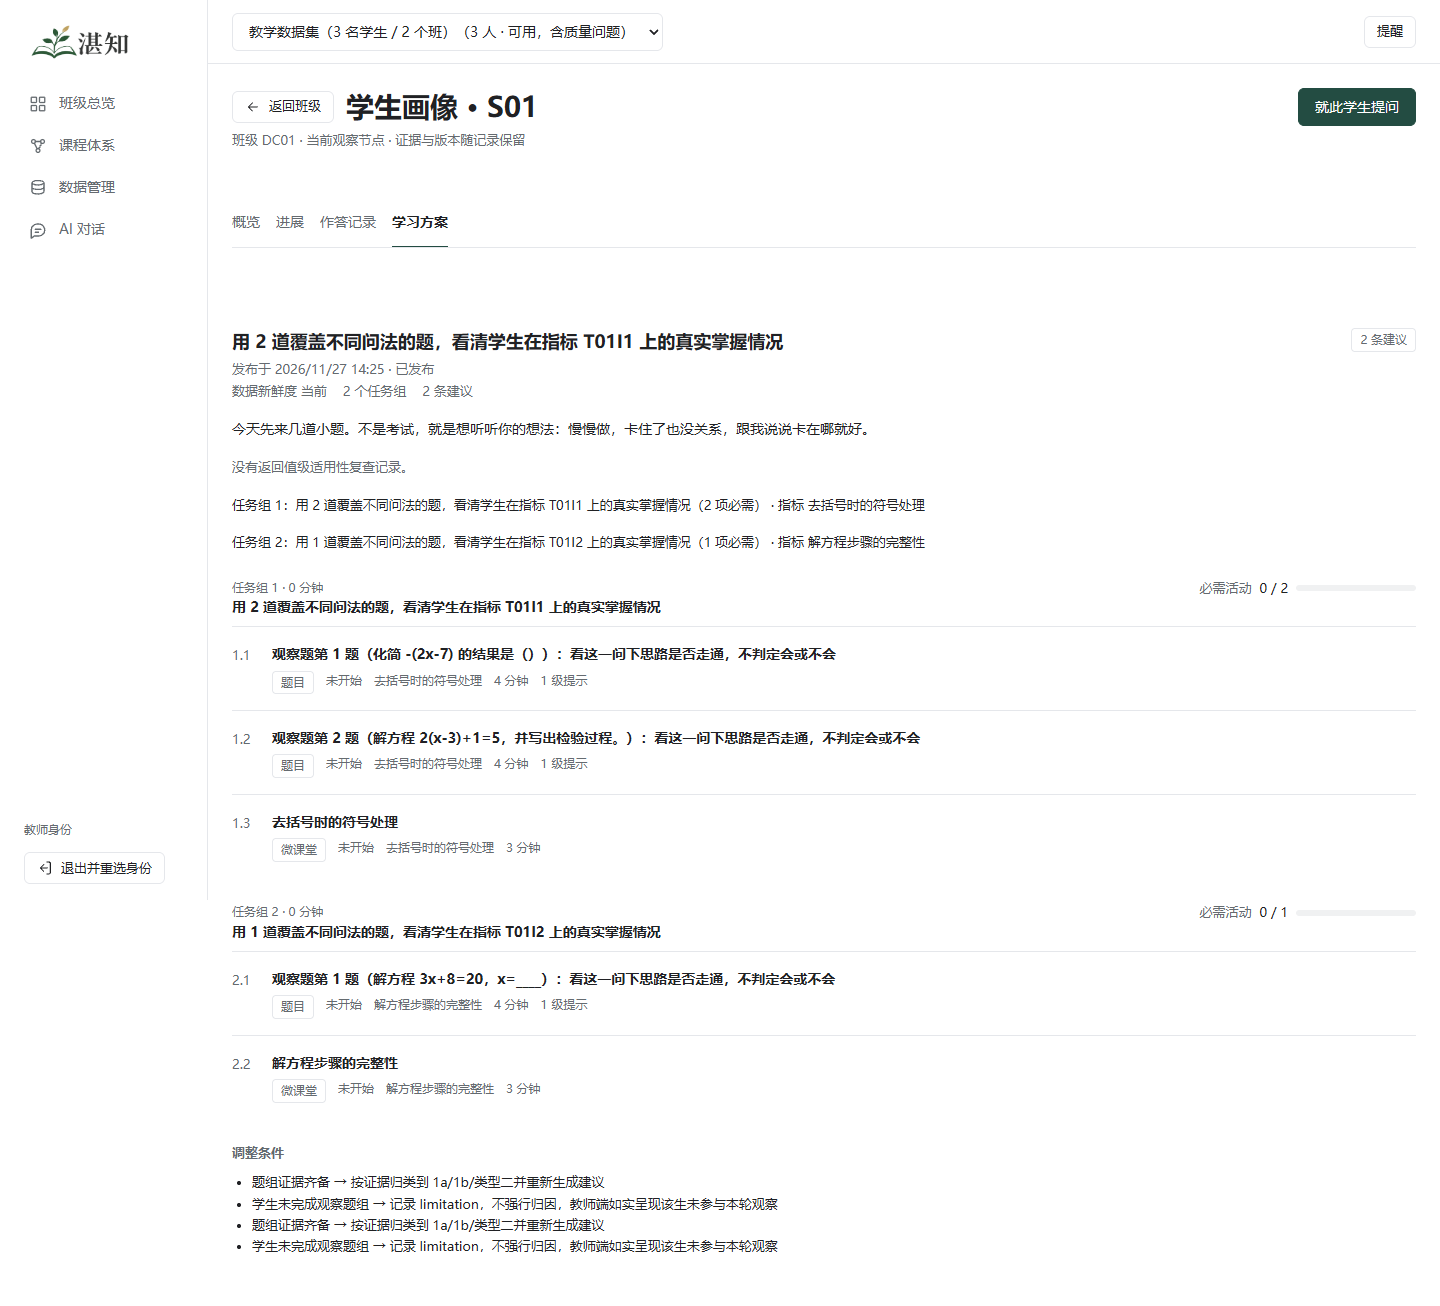 湛知
教学数据集（3 名学生 / 2 个班）（3 人 · 可用，含质量问题）
提醒
班级总览
课程体系
数据管理
AI 对话
返回班级
学生画像 • S01
就此学生提问
班级 DC01 · 当前观察节点 · 证据与版本随记录保留
概览 进展 作答记录 学习方案
用 2 道覆盖不同问法的题，看清学生在指标 T01I1 上的真实掌握情况
2 条建议
发布于 2026/11/27 14:25 · 已发布
数据新鲜度 当前 2 个任务组 2 条建议
今天先来几道小题。不是考试，就是想听听你的想法：慢慢做，卡住了也没关系，跟我说说卡在哪就好。
没有返回值级适用性复查记录。
任务组 1：用 2 道覆盖不同问法的题，看清学生在指标 T01I1 上的真实掌握情况（2 项必需） · 指标 去括号时的符号处理
任务组 2：用 1 道覆盖不同问法的题，看清学生在指标 T01I2 上的真实掌握情况（1 项必需） · 指标 解方程步骤的完整性
任务组 1 · 0 分钟
必需活动 0 / 2
用 2 道覆盖不同问法的题，看清学生在指标 T01I1 上的真实掌握情况
1.1 观察题第 1 题（化简 -(2x-7) 的结果是（））：看这一问下思路是否走通，不判定会或不会
题目 未开始 去括号时的符号处理 4 分钟 1 级提示
1.2 观察题第 2 题（解方程 2(x-3)+1=5，并写出检验过程。）：看这一问下思路是否走通，不判定会或不会
题目 未开始 去括号时的符号处理 4 分钟 1 级提示
1.3 去括号时的符号处理
微课堂 未开始 去括号时的符号处理 3 分钟
任务组 2 · 0 分钟
必需活动 0 / 1
用 1 道覆盖不同问法的题，看清学生在指标 T01I2 上的真实掌握情况
2.1 观察题第 1 题（解方程 3x+8=20，x=____）：看这一问下思路是否走通，不判定会或不会
题目 未开始 解方程步骤的完整性 4 分钟 1 级提示
2.2 解方程步骤的完整性
微课堂 未开始 解方程步骤的完整性 3 分钟
教师身份
退出并重选身份
调整条件
• 题组证据齐备 → 按证据归类到 1a/1b/类型二并重新生成建议
• 学生未完成观察题组 → 记录 limitation，不强行归因，教师端如实呈现该生未参与本轮观察
• 题组证据齐备 → 按证据归类到 1a/1b/类型二并重新生成建议
• 学生未完成观察题组 → 记录 limitation，不强行归因，教师端如实呈现该生未参与本轮观察